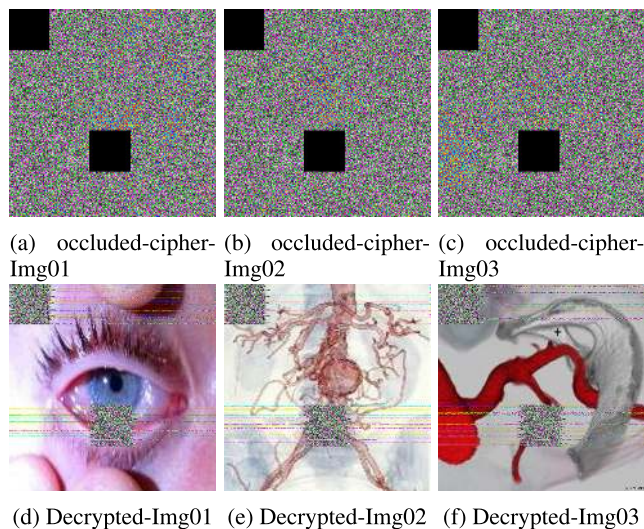 (a) occluded-cipher-
Img01
(b) occluded-cipher-
Img02
(c) occluded-cipher-
Img03
(d) Decrypted-Img01
(e) Decrypted-Img02
(f) Decrypted-Img03